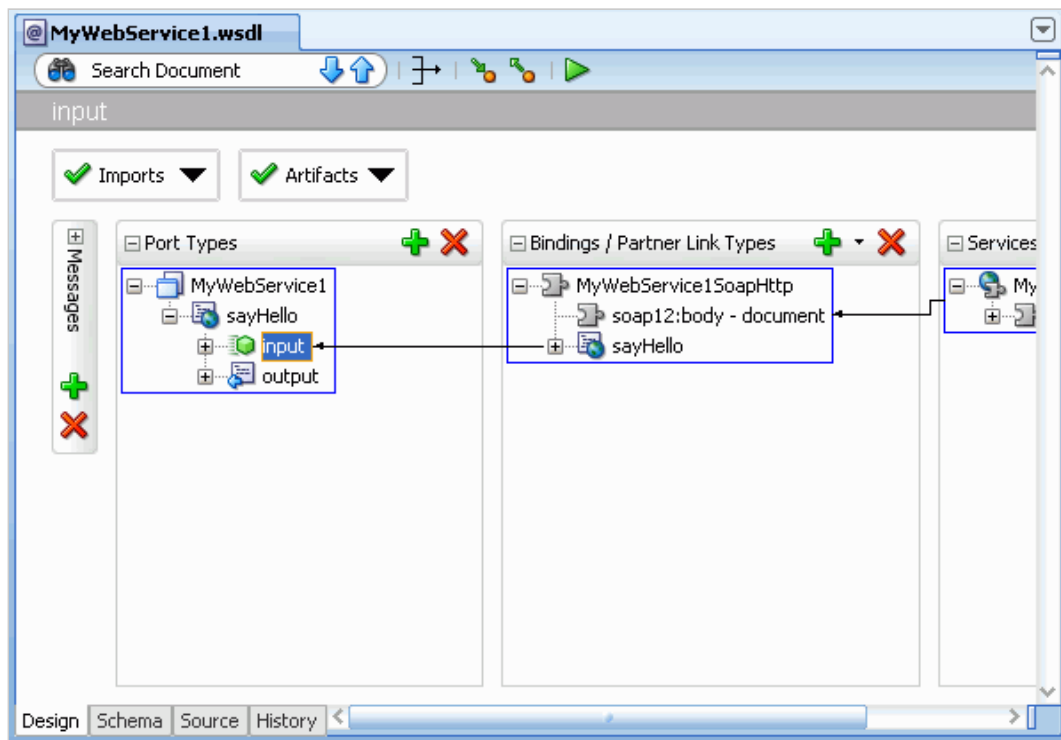 MyWebService1.wsdl
Search Document
input
Imports
Artifacts
Messages
Port Types
MyWebService1
sayHello
input
output
Bindings / Partner Link Types
MyWebService1SoapHttp
soap12:body - document
sayHello
Services
My
Design Schema Source History